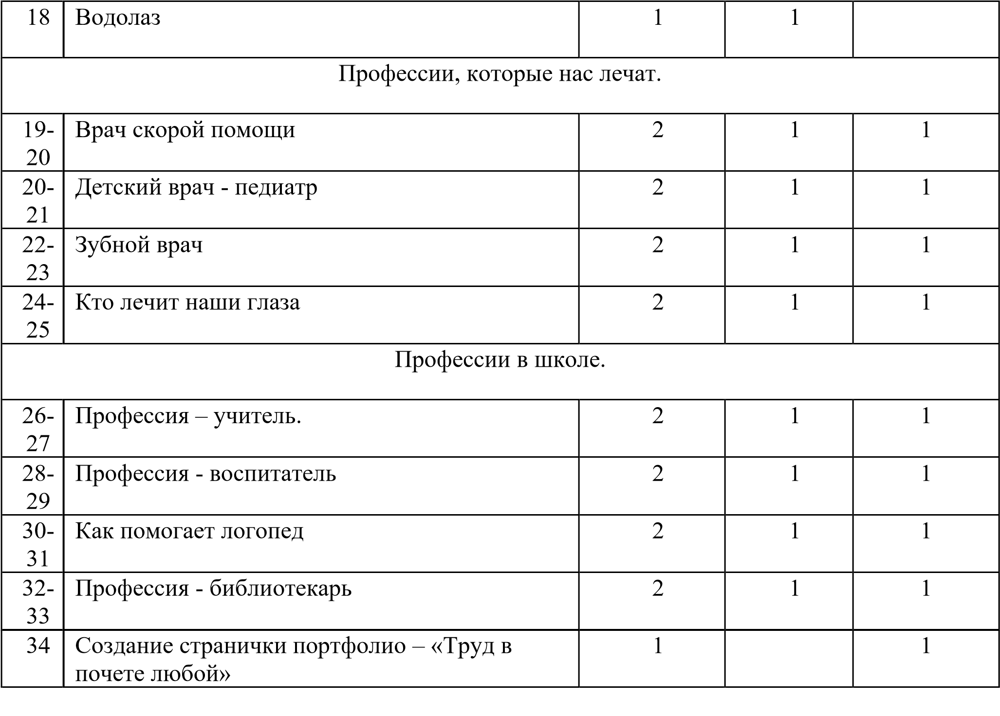 18 Водолаз 1 1
Профессии, которые нас лечат.
19- Врач скорой помощи 2 1 1
20
20- Детский врач - педиатр 2 1 1
21
22- Зубной врач 2 1 1
23
24- Кто лечит наши глаза 2 1 1
25
Профессии в школе.
26- Профессия – учитель. 2 1 1
27
28- Профессия - воспитатель 2 1 1
29
30- Как помогает логопед 2 1 1
31
32- Профессия - библиотекарь 2 1 1
33
34 Создание странички портфолио – «Труд в 1 1
почете любой»